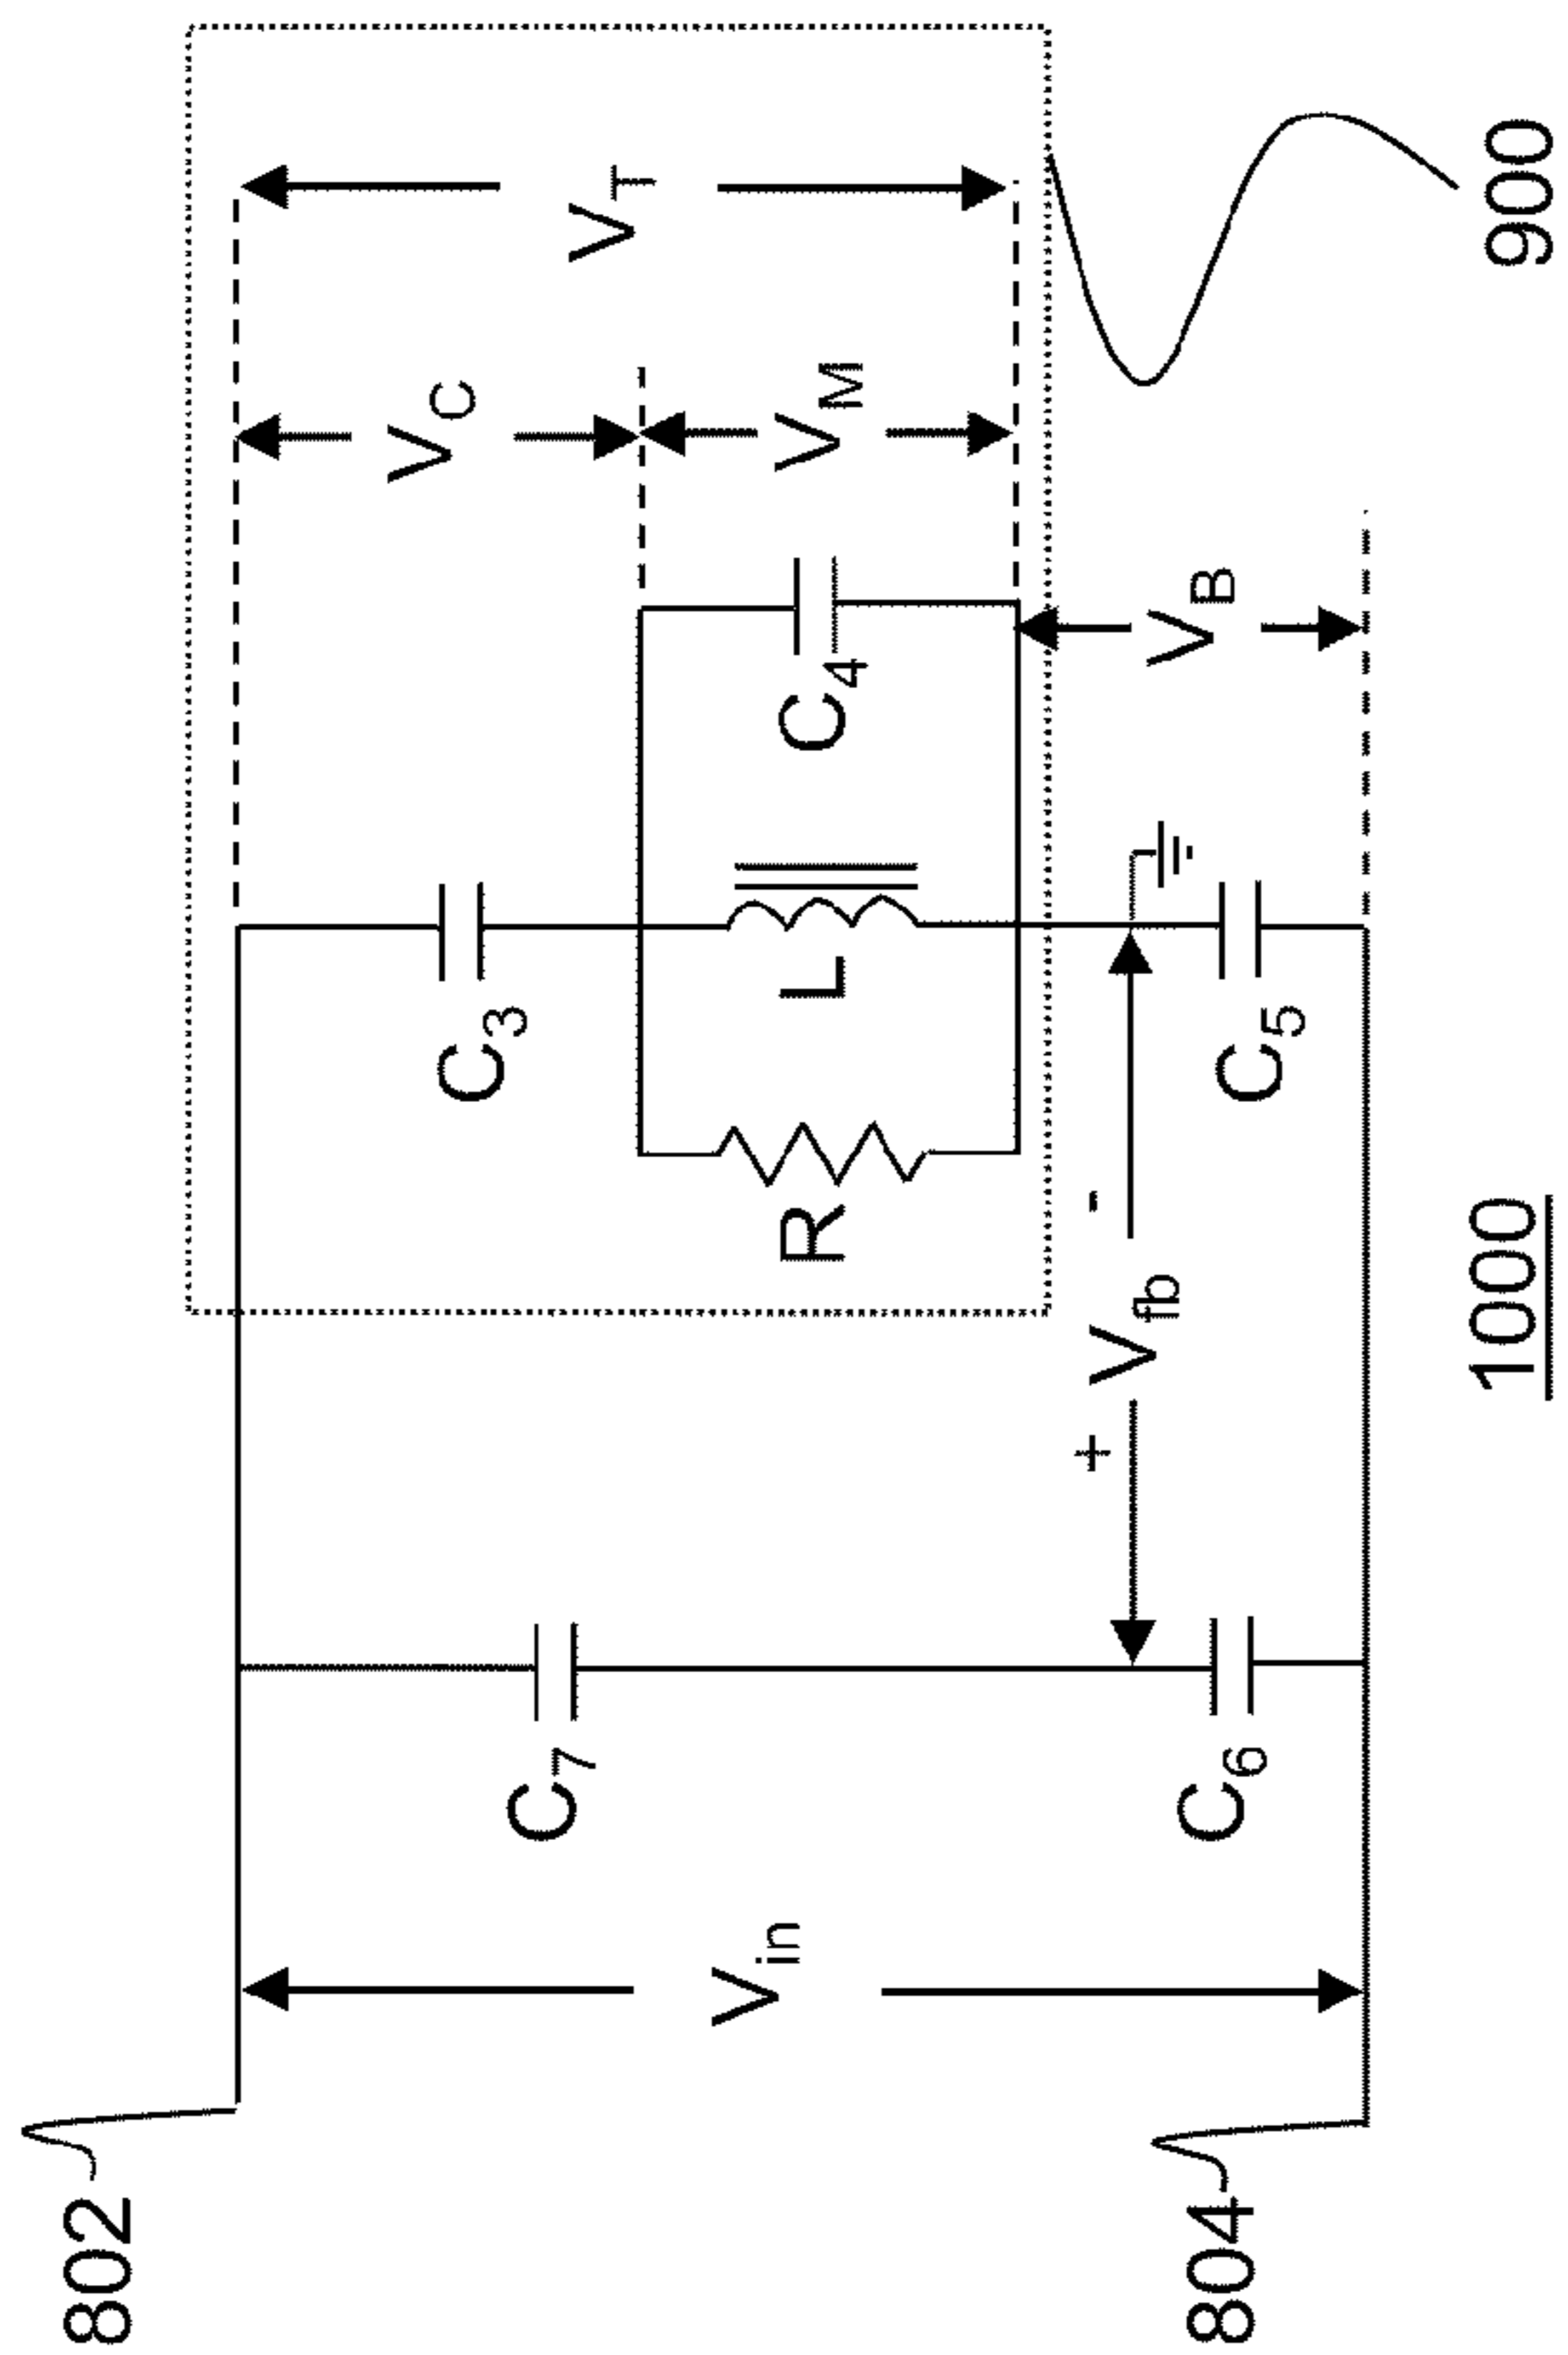 900
V_T
V_C
V_M
V_B
C_4
C_3
L
C_5
R
- V_fb +
1000
C_7
C_6
V_in
802
804